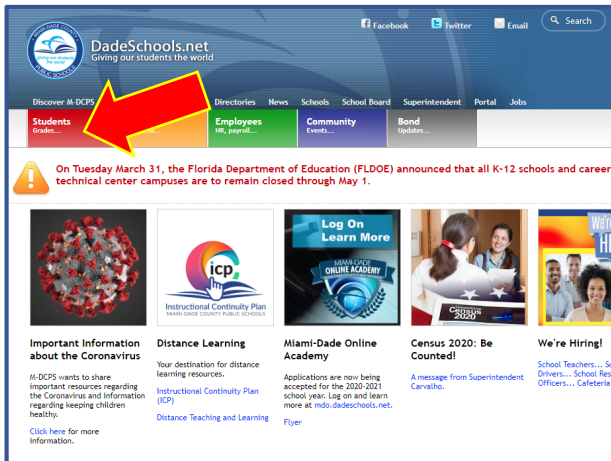 Facebook
Twitter
Email
Search
DadeSchools.net
Giving our students the world
Discover M-DCPS
Directories
News
Schools
School Board
Superintendent
Portal
Jobs
Students
Grades...
Employees
HR, payroll...
Community
Events...
Bond
Updates...
On Tuesday March 31, the Florida Department of Education (FLDOE) announced that all K-12 schools and career
technical center campuses are to remain closed through May 1.
icp
Instructional Continuity Plan
MIAMI-DADE COUNTY PUBLIC SCHOOLS
Log On
Learn More
MIAMI-DADE
ONLINE ACADEMY
Census
2020
Important Information
about the Coronavirus
M-DCPS wants to share
important resources regarding
the Coronavirus and information
regarding keeping children
healthy.
Click here for more
information.
Distance Learning
Your destination for distance
learning resources.
Instructional Continuity Plan
(ICP)
Distance Teaching and Learning
Miami-Dade Online
Academy
Applications are now being
accepted for the 2020-2021
school year. Log on and learn
more at mdo.dadeschools.net.
Flyer
Census 2020: Be
Counted!
A message from Superintendent
Carvalho.
We're Hiring!
School Teachers... Sc
Drivers... School Res
Officers... Cafeteria